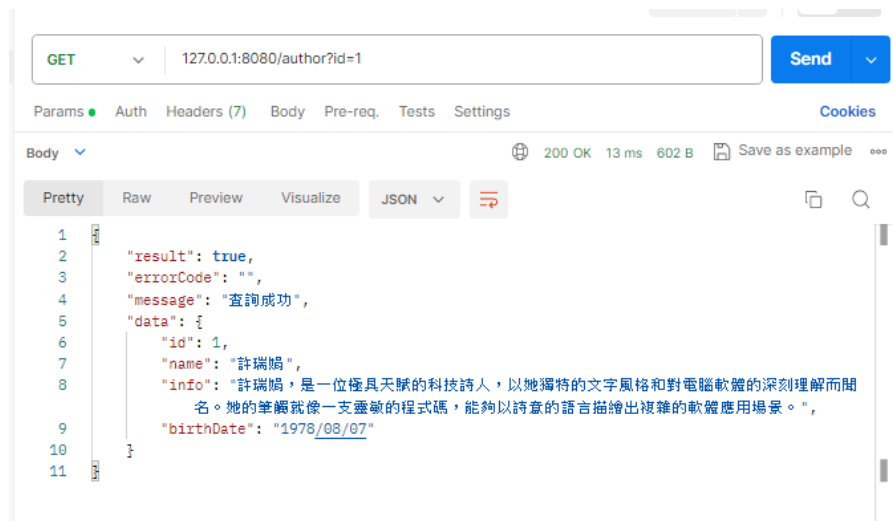 GET 127.0.0.1:8080/author?id=1 Send
Params Auth Headers (7) Body Pre-req. Tests Settings Cookies
Body 200 OK 13 ms 602 B Save as example
Pretty Raw Preview Visualize JSON
1 {
2 "result": true,
3 "errorCode": "",
4 "message": "查詢成功",
5 "data": {
6 "id": 1,
7 "name": "許瑞娟",
8 "info": "許瑞娟，是一位極具天賦的科技詩人，以她獨特的文字風格和對電腦軟體的深刻理解而聞
名。她的筆觸就像一支靈敏的程式碼，能夠以詩意的語言描繪出複雜的軟體應用場景。",
9 "birthDate": "1978/08/07"
10 }
11 }